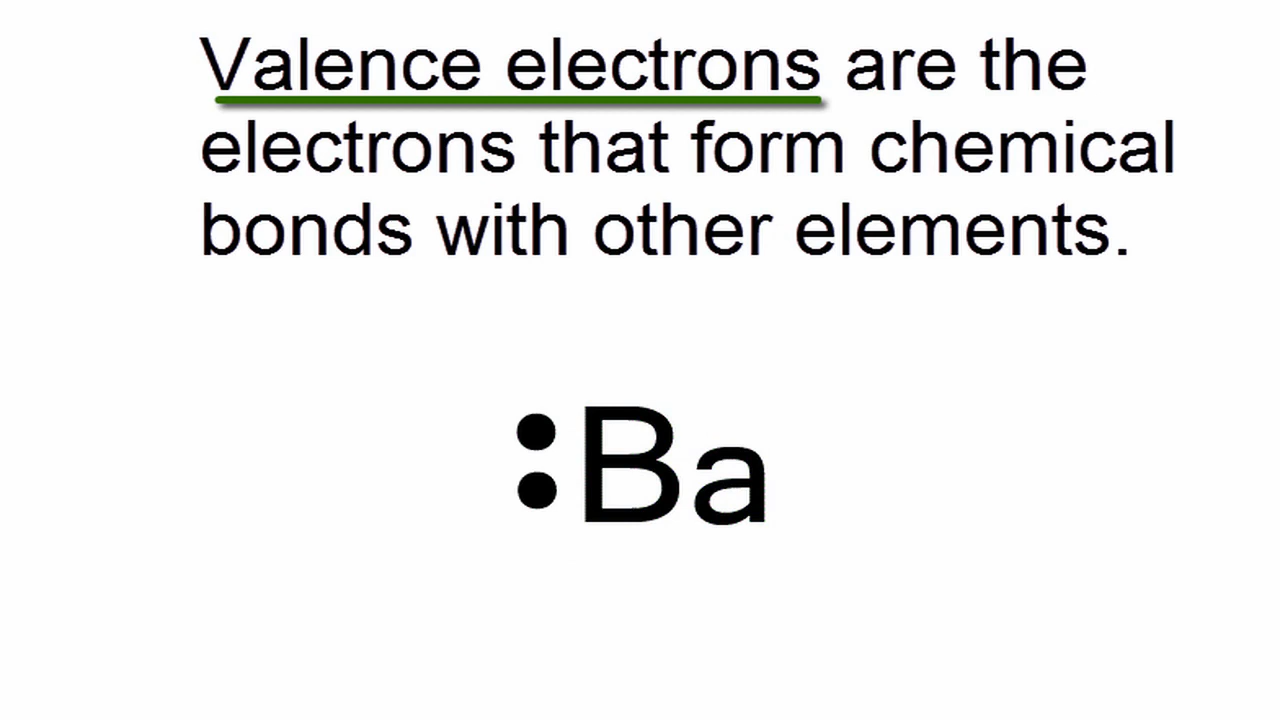 Valence electrons are the
electrons that form chemical
bonds with other elements.
:Ba